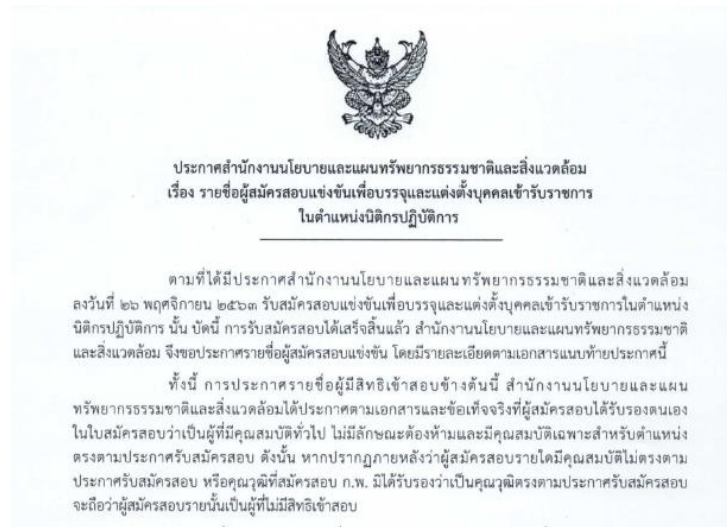 ประกาศสำนักงานนโยบายและแผนทรัพยากรธรรมชาติและสิ่งแวดล้อม
เรื่อง รายชื่อผู้สมัครสอบแข่งขันเพื่อบรรจุและแต่งตั้งบุคคลเข้ารับราชการ
ในตำแหน่งนิติกรปฏิบัติการ
ตามที่ได้มีประกาศสำนักงานนโยบายและแผนทรัพยากรธรรมชาติและสิ่งแวดล้อม
ลงวันที่ ๒๖ พฤศจิกายน ๒๕๖๓ รับสมัครสอบแข่งขันเพื่อบรรจุและแต่งตั้งบุคคลเข้ารับราชการในตำแหน่ง
นิติกรปฏิบัติการ นั้น บัดนี้ การรับสมัครสอบได้เสร็จสิ้นแล้ว สำนักงานนโยบายและแผนทรัพยากรธรรมชาติ
และสิ่งแวดล้อม จึงขอประกาศรายชื่อผู้สมัครสอบแข่งขัน โดยมีรายละเอียดตามเอกสารแนบท้ายประกาศนี้
ทั้งนี้ การประกาศรายชื่อผู้มีสิทธิเข้าสอบข้างต้นนี้ สำนักงานนโยบายและแผน
ทรัพยากรธรรมชาติและสิ่งแวดล้อมได้ประกาศตามเอกสารและข้อเท็จจริงที่ผู้สมัครสอบได้รับรองตนเอง
ในใบสมัครสอบว่าเป็นผู้ที่มีคุณสมบัติทั่วไป ไม่มีลักษณะต้องห้ามและมีคุณสมบัติเฉพาะสำหรับตำแหน่ง
ตรงตามประกาศรับสมัครสอบ ดังนั้น หากปรากฏภายหลังว่าผู้สมัครสอบรายใดมีคุณสมบัติไม่ตรงตาม
ประกาศรับสมัครสอบ หรือคุณวุฒิที่สมัครสอบ ก.พ. มิได้รับรองว่าเป็นคุณวุฒิตรงตามประกาศรับสมัครสอบ
จะถือว่าผู้สมัครสอบรายนั้นเป็นผู้ที่ไม่มีสิทธิเข้าสอบ